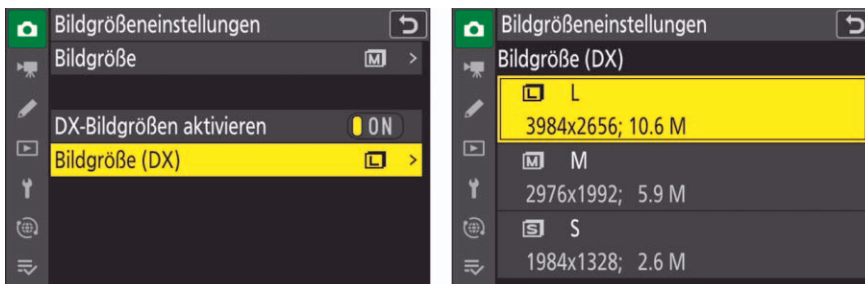 Bildgrößeneinstellungen
Bildgröße M >
DX-Bildgrößen aktivieren ON
Bildgröße (DX) L >
Bildgrößeneinstellungen
Bildgröße (DX)
L L
3984x2656; 10.6 M
M M
2976x1992; 5.9 M
S S
1984x1328; 2.6 M